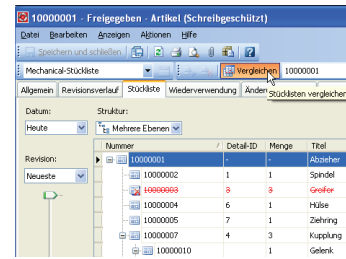 10000001 - Freigegeben - Artikel (Schreibgeschützt)
Datei Bearbeiten Anzeigen Aktionen Hilfe
Speichern und schließen
Mechanical-Stückliste Vergleichen 10000001
Allgemein Revisionsverlauf Stückliste Wiederverwendung Änder
Stücklisten vergleichen
Datum: Struktur:
Heute Mehrere Ebenen
Nummer Detail-ID Menge Titel
Revision: 10000001 - - Abzieher
Neueste 10000002 1 1 Spindel
10000003 3 3 Greifer
10000004 6 1 Hülse
10000005 7 1 Ziehring
10000007 4 3 Kupplung
10000010 1 Gelenk